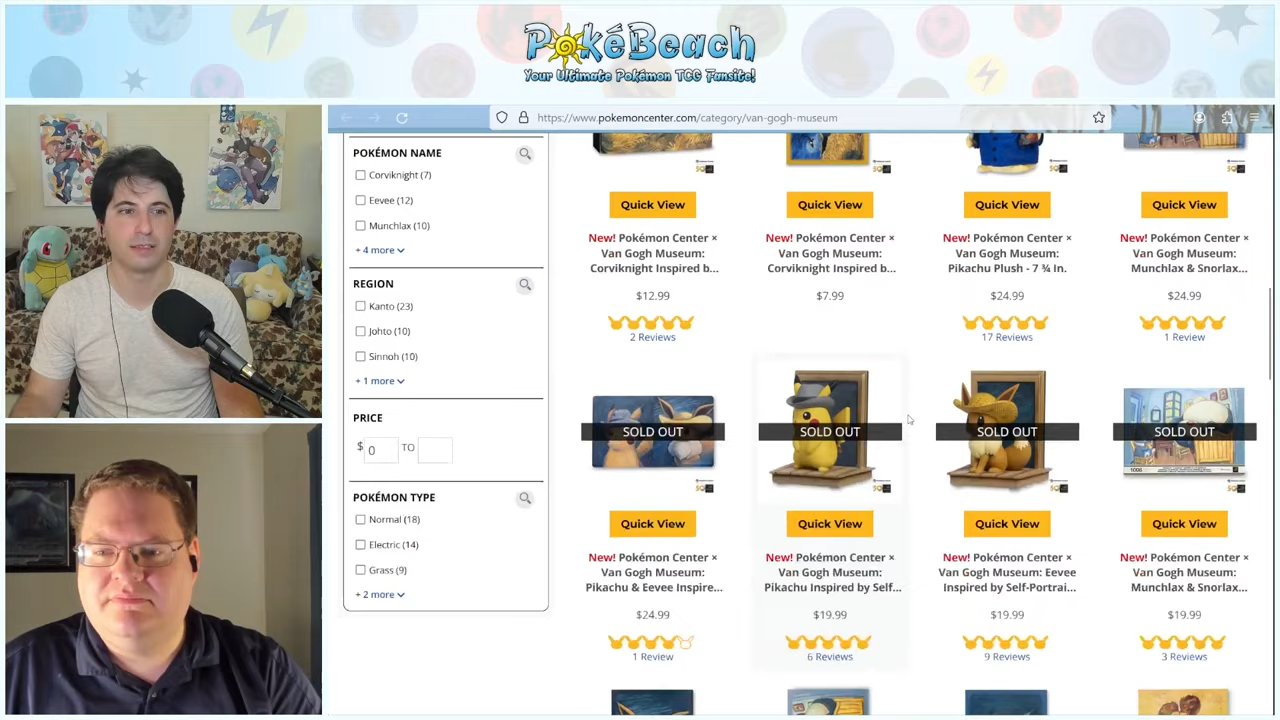 PokéBeach
Your Ultimate Pokémon TCG Fansite!
https://www.pokemoncenter.com/category/van-gogh-museum
POKÉMON NAME
Corviknight (7)
Eevee (12)
Munchlax (10)
+ 4 more
REGION
Kanto (23)
Johto (10)
Sinnoh (10)
+ 1 more
PRICE
$ 0 TO
POKÉMON TYPE
Normal (18)
Electric (14)
Grass (9)
+ 2 more
Quick View
New! Pokémon Center ×
Van Gogh Museum:
Corviknight Inspired b...
$12.99
2 Reviews
Quick View
New! Pokémon Center ×
Van Gogh Museum:
Corviknight Inspired b...
$7.99
Quick View
New! Pokémon Center ×
Van Gogh Museum:
Pikachu Plush - 7 ¾ In.
$24.99
17 Reviews
Quick View
New! Pokémon Center ×
Van Gogh Museum:
Munchlax & Snorlax...
$24.99
1 Review
SOLD OUT
Quick View
New! Pokémon Center ×
Van Gogh Museum:
Pikachu & Eevee Inspire...
$24.99
1 Review
SOLD OUT
Quick View
New! Pokémon Center ×
Van Gogh Museum:
Pikachu Inspired by Self...
$19.99
6 Reviews
SOLD OUT
Quick View
New! Pokémon Center ×
Van Gogh Museum: Eevee
Inspired by Self-Portrai...
$19.99
9 Reviews
SOLD OUT
Quick View
New! Pokémon Center ×
Van Gogh Museum:
Munchlax & Snorlax...
$19.99
3 Reviews